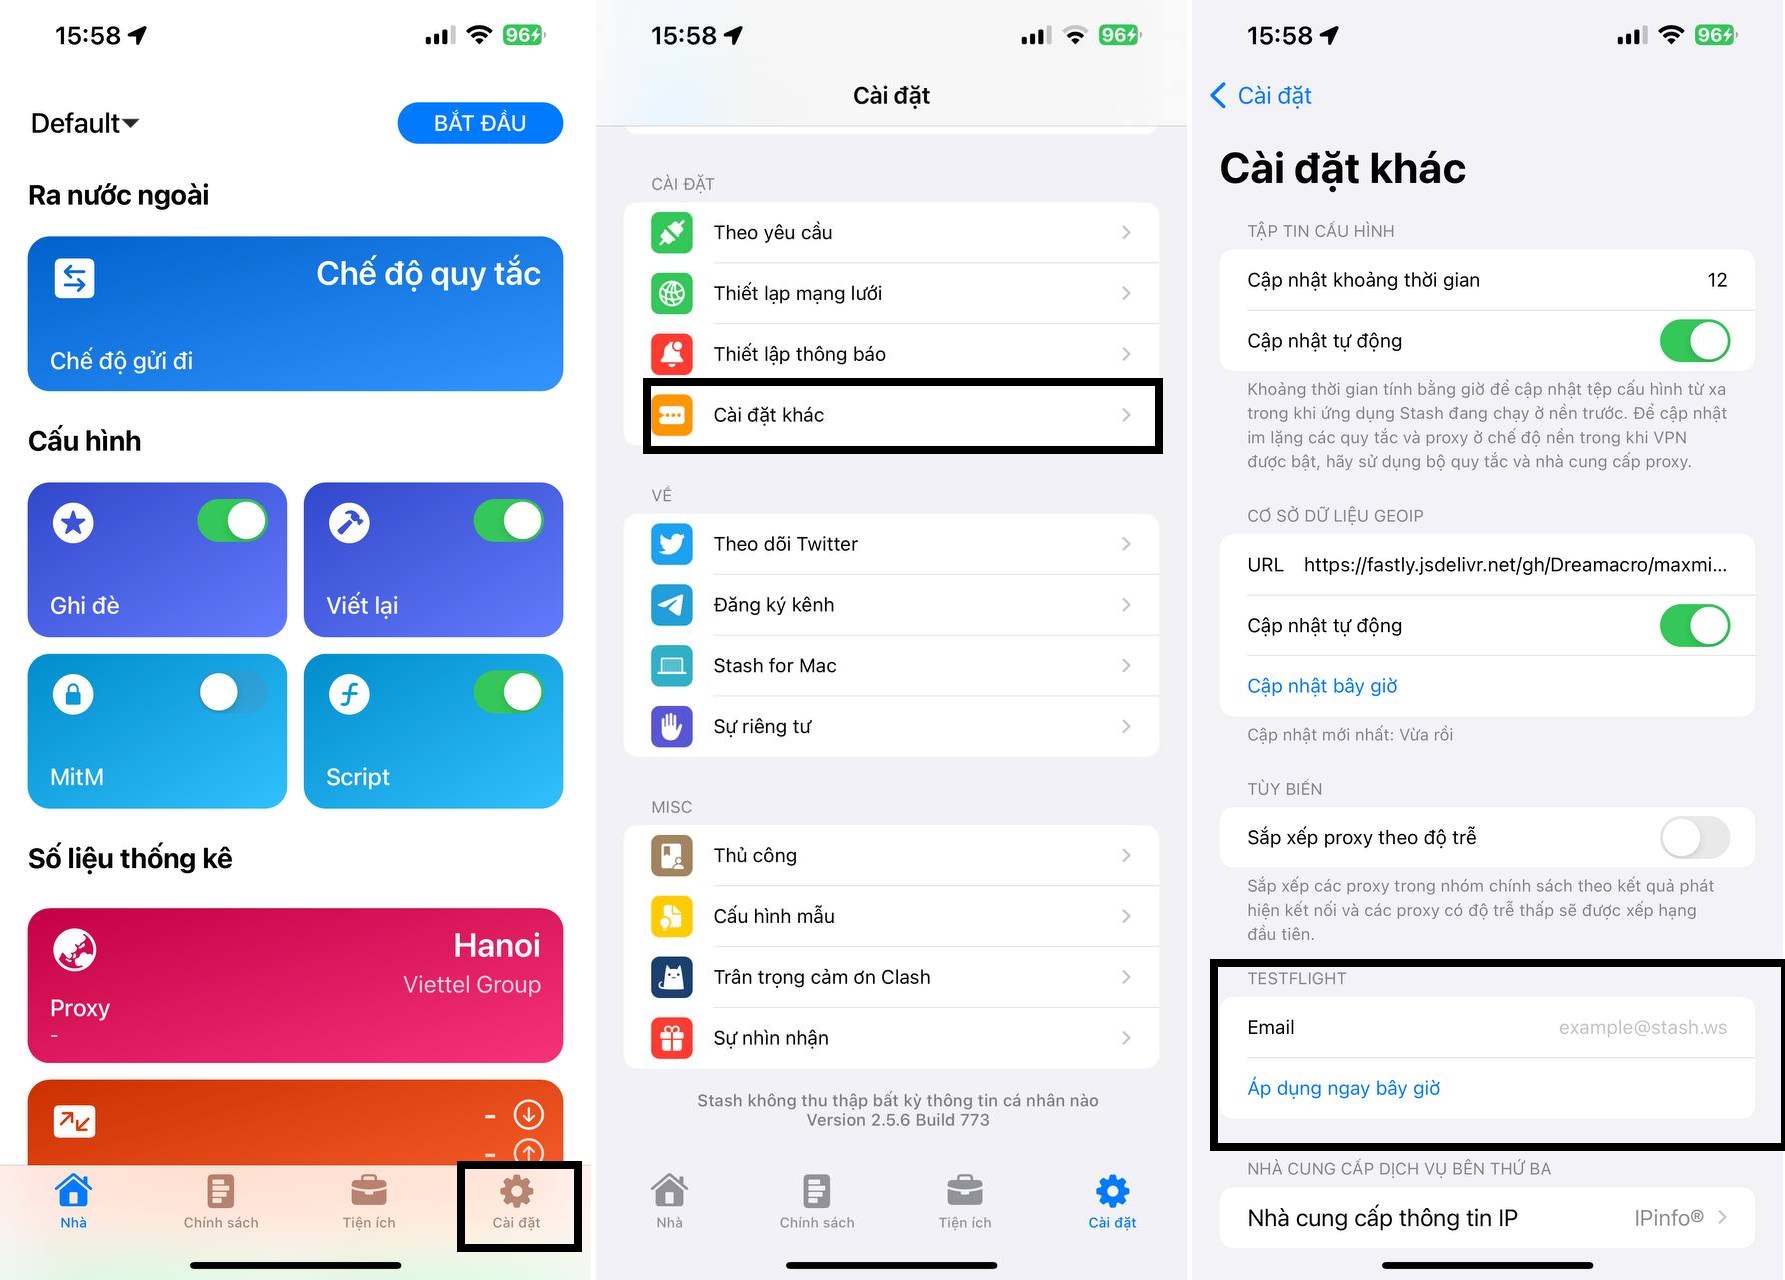 15:58
96
Default
BẮT ĐẦU
Ra nước ngoài
Chế độ quy tắc
Chế độ gửi đi
Cấu hình
Ghi đè
Viết lại
MitM
Script
Số liệu thống kê
Hanoi
Viettel Group
Proxy
-
-
-
Nhà
Chính sách
Tiện ích
Cài đặt
15:58
96
Cài đặt
CÀI ĐẶT
Theo yêu cầu
Thiết lạp mạng lưới
Thiết lập thông báo
Cài đặt khác
VỀ
Theo dõi Twitter
Đăng ký kênh
Stash for Mac
Sự riêng tư
MISC
Thủ công
Cấu hình mẫu
Trân trọng cảm ơn Clash
Sự nhìn nhận
Stash không thu thập bất kỳ thông tin cá nhân nào
Version 2.5.6 Build 773
Nhà
Chính sách
Tiện ích
Cài đặt
15:58
96
Cài đặt
Cài đặt khác
TẬP TIN CẤU HÌNH
Cập nhật khoảng thời gian 12
Cập nhật tự động
Khoảng thời gian tính bằng giờ để cập nhật tệp cấu hình từ xa
trong khi ứng dụng Stash đang chạy ở nền trước. Để cập nhật
im lặng các quy tắc và proxy ở chế độ nền trong khi VPN
được bật, hãy sử dụng bộ quy tắc và nhà cung cấp proxy.
CƠ SỞ DỮ LIỆU GEOIP
URL https://fastly.jsdelivr.net/gh/Dreamacro/maxmi...
Cập nhật tự động
Cập nhật bây giờ
Cập nhật mới nhất: Vừa rồi
TÙY BIẾN
Sắp xếp proxy theo độ trễ
Sắp xếp các proxy trong nhóm chính sách theo kết quả phát
hiện kết nối và các proxy có độ trễ thấp sẽ được xếp hạng
đầu tiên.
TESTFLIGHT
Email example@stash.ws
Áp dụng ngay bây giờ
NHÀ CUNG CẤP DỊCH VỤ BÊN THỨ BA
Nhà cung cấp thông tin IP IPinfo®